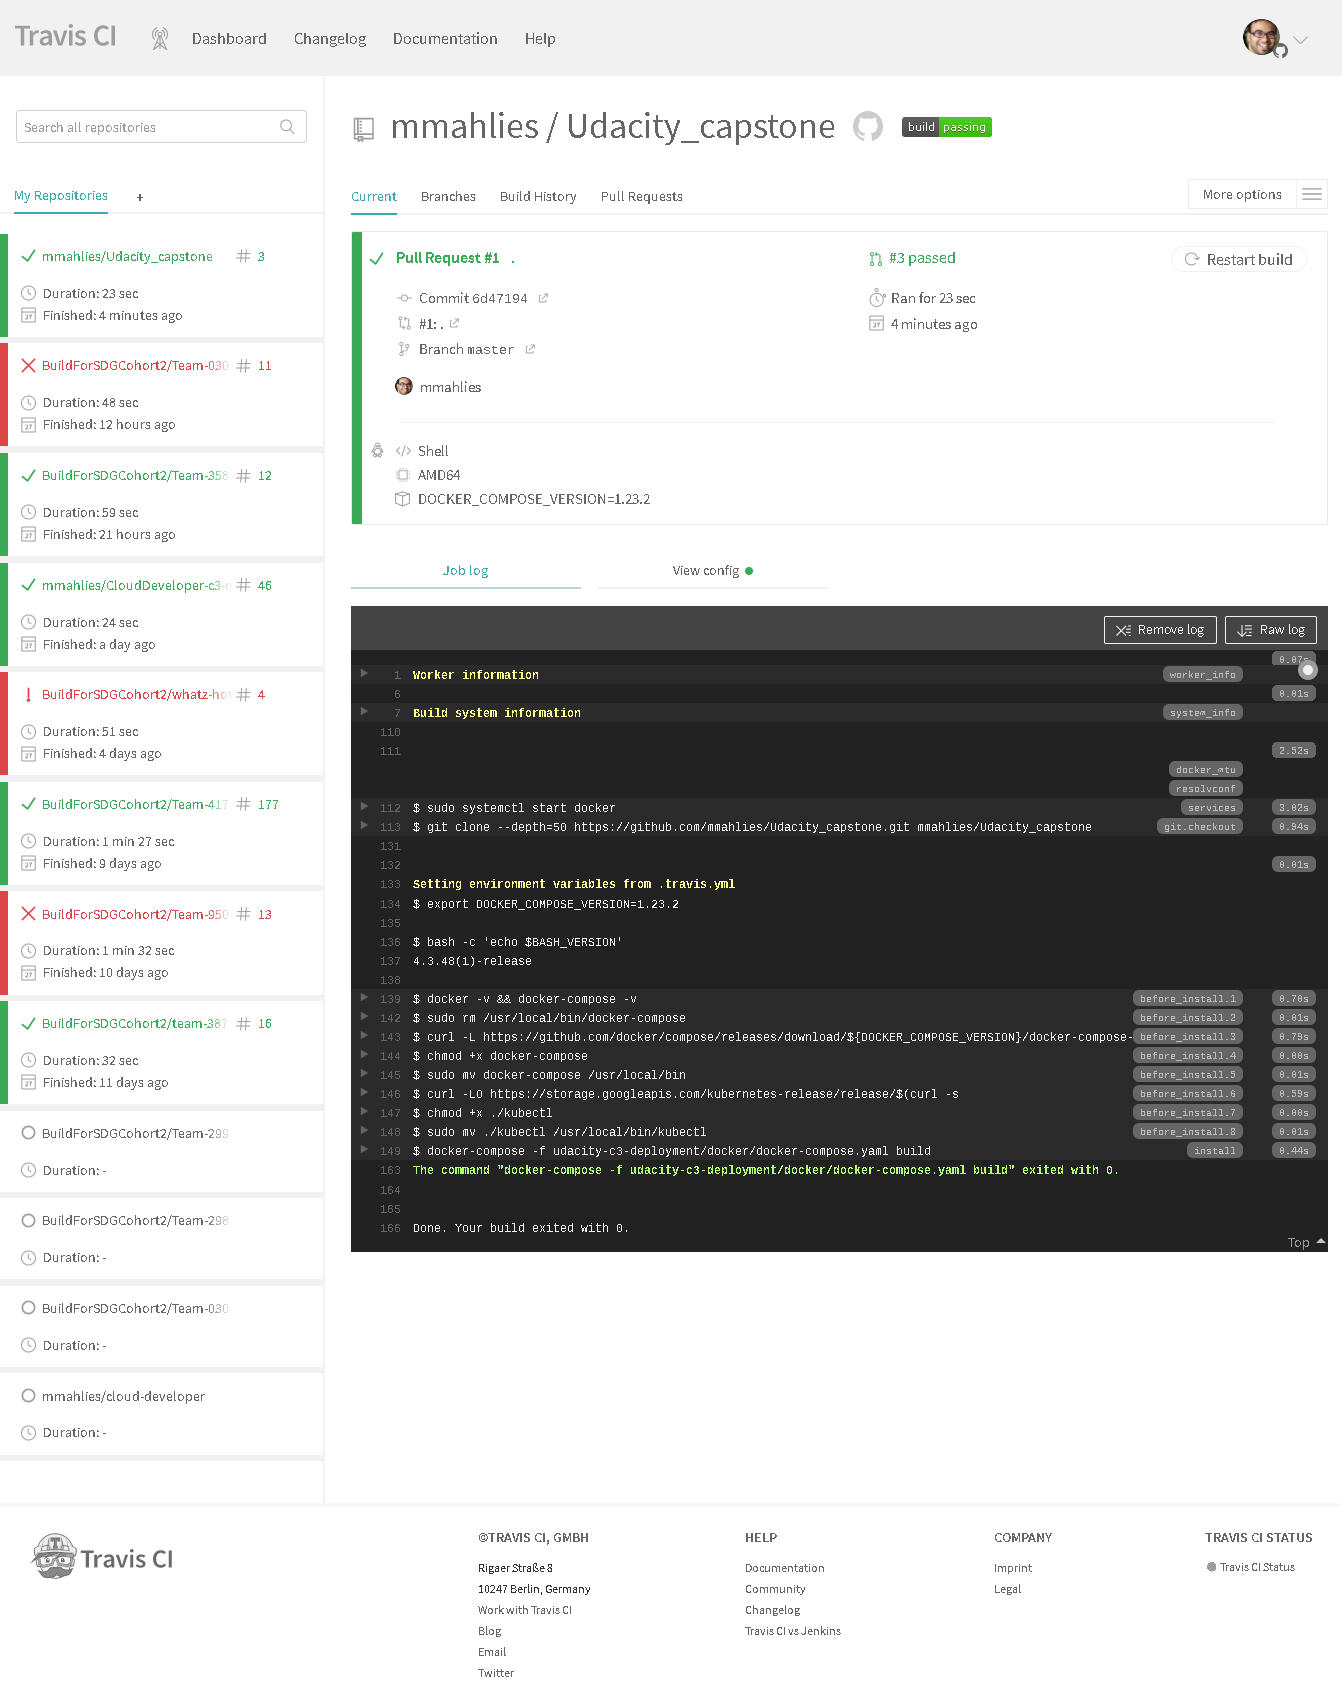 Travis CI
Dashboard
Changelog
Documentation
Help
Search all repositories
My Repositories
+
mmahlies/Udacity_capstone # 3
Duration: 23 sec
Finished: 4 minutes ago
BuildForSDGCohort2/Team-030 # 11
Duration: 48 sec
Finished: 12 hours ago
BuildForSDGCohort2/Team-358 # 12
Duration: 59 sec
Finished: 21 hours ago
mmahlies/CloudDeveloper-c3- # 46
Duration: 24 sec
Finished: a day ago
BuildForSDGCohort2/whatz-ho # 4
Duration: 51 sec
Finished: 4 days ago
BuildForSDGCohort2/Team-417 # 177
Duration: 1 min 27 sec
Finished: 9 days ago
BuildForSDGCohort2/Team-950 # 13
Duration: 1 min 32 sec
Finished: 10 days ago
BuildForSDGCohort2/team-387 # 16
Duration: 32 sec
Finished: 11 days ago
BuildForSDGCohort2/Team-299
Duration: -
BuildForSDGCohort2/Team-298
Duration: -
BuildForSDGCohort2/Team-030
Duration: -
mmahlies/cloud-developer
Duration: -
mmahlies / Udacity_capstone
build passing
Current
Branches
Build History
Pull Requests
More options
Pull Request #1 .
Commit 6d47194
#1: .
Branch master
mmahlies
#3 passed
Ran for 23 sec
4 minutes ago
Restart build
Shell
AMD64
DOCKER_COMPOSE_VERSION=1.23.2
Job log
View config
Remove log
Raw log
0.07s
1 Worker information worker_info
6 0.01s
7 Build system information system_info
110
111 2.52s
docker_mtu
resolvconf
112 $ sudo systemctl start docker services 3.02s
113 $ git clone --depth=50 https://github.com/mmahlies/Udacity_capstone.git mmahlies/Udacity_capstone git.checkout 0.94s
131
132 0.01s
133 Setting environment variables from .travis.yml
134 $ export DOCKER_COMPOSE_VERSION=1.23.2
135
136 $ bash -c 'echo $BASH_VERSION'
137 4.3.48(1)-release
138
139 $ docker -v && docker-compose -v before_install.1 0.70s
142 $ sudo rm /usr/local/bin/docker-compose before_install.2 0.01s
143 $ curl -L https://github.com/docker/compose/releases/download/${DOCKER_COMPOSE_VERSION}/docker-compose- before_install.3 0.79s
144 $ chmod +x docker-compose before_install.4 0.00s
145 $ sudo mv docker-compose /usr/local/bin before_install.5 0.01s
146 $ curl -LO https://storage.googleapis.com/kubernetes-release/release/$(curl -s before_install.6 0.59s
147 $ chmod +x ./kubectl before_install.7 0.00s
148 $ sudo mv ./kubectl /usr/local/bin/kubectl before_install.8 0.01s
149 $ docker-compose -f udacity-c3-deployment/docker/docker-compose.yaml build install 0.44s
163 The command "docker-compose -f udacity-c3-deployment/docker/docker-compose.yaml build" exited with 0.
164
165
166 Done. Your build exited with 0.
Top
Travis CI
©TRAVIS CI, GMBH
Rigaer Straße 8
10247 Berlin, Germany
Work with Travis CI
Blog
Email
Twitter
HELP
Documentation
Community
Changelog
Travis CI vs Jenkins
COMPANY
Imprint
Legal
TRAVIS CI STATUS
Travis CI Status